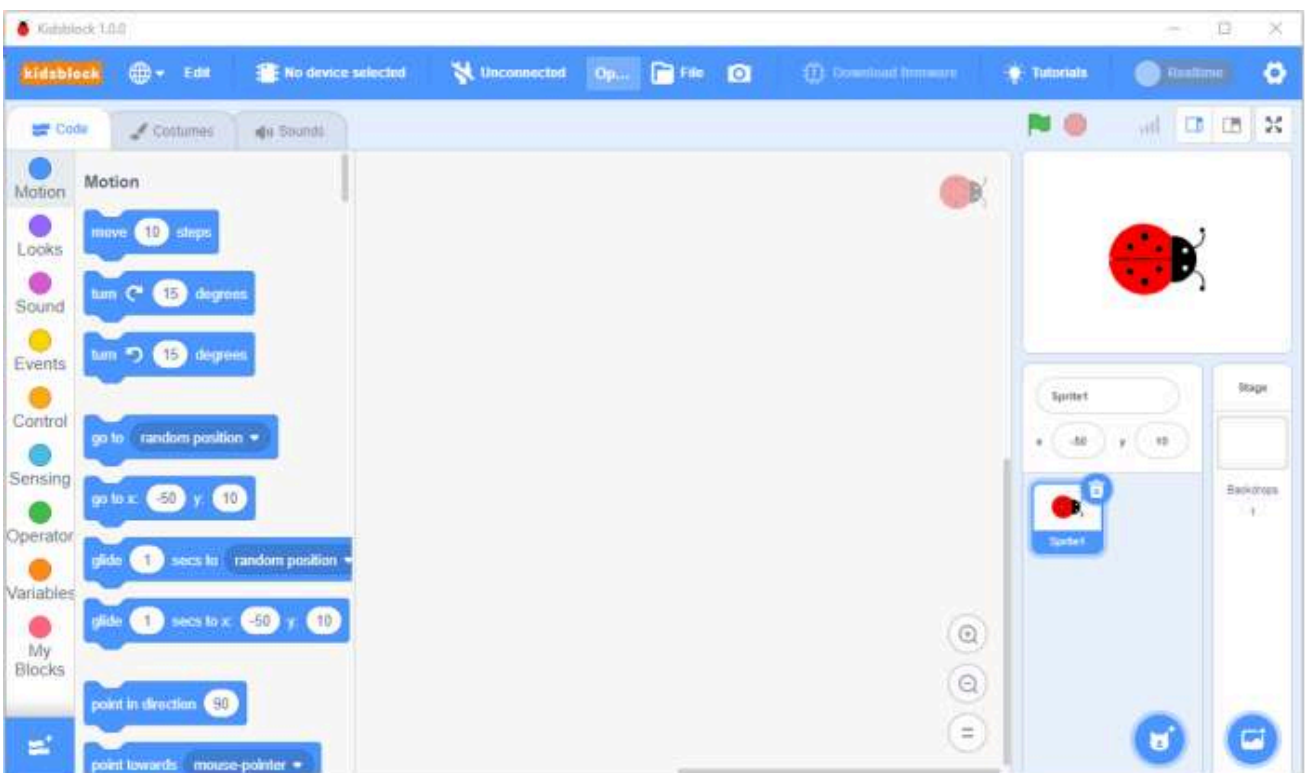 Kidsblock 1.0.0
kidsblock Edit No device selected Unconnected Op... File Download firmware Tutorials Realtime
Code Costumes Sounds
Motion
Looks
Sound
Events
Control
Sensing
Operator
Variables
My
Blocks
Motion
move 10 steps
turn 15 degrees
turn 15 degrees
go to random position
go to x: -50 y: 10
glide 1 secs to random position
glide 1 secs to x: -50 y: 10
point in direction 90
point towards mouse-pointer
Sprite1
x -50 y 10
Sprite1
Stage
Backdrops
1